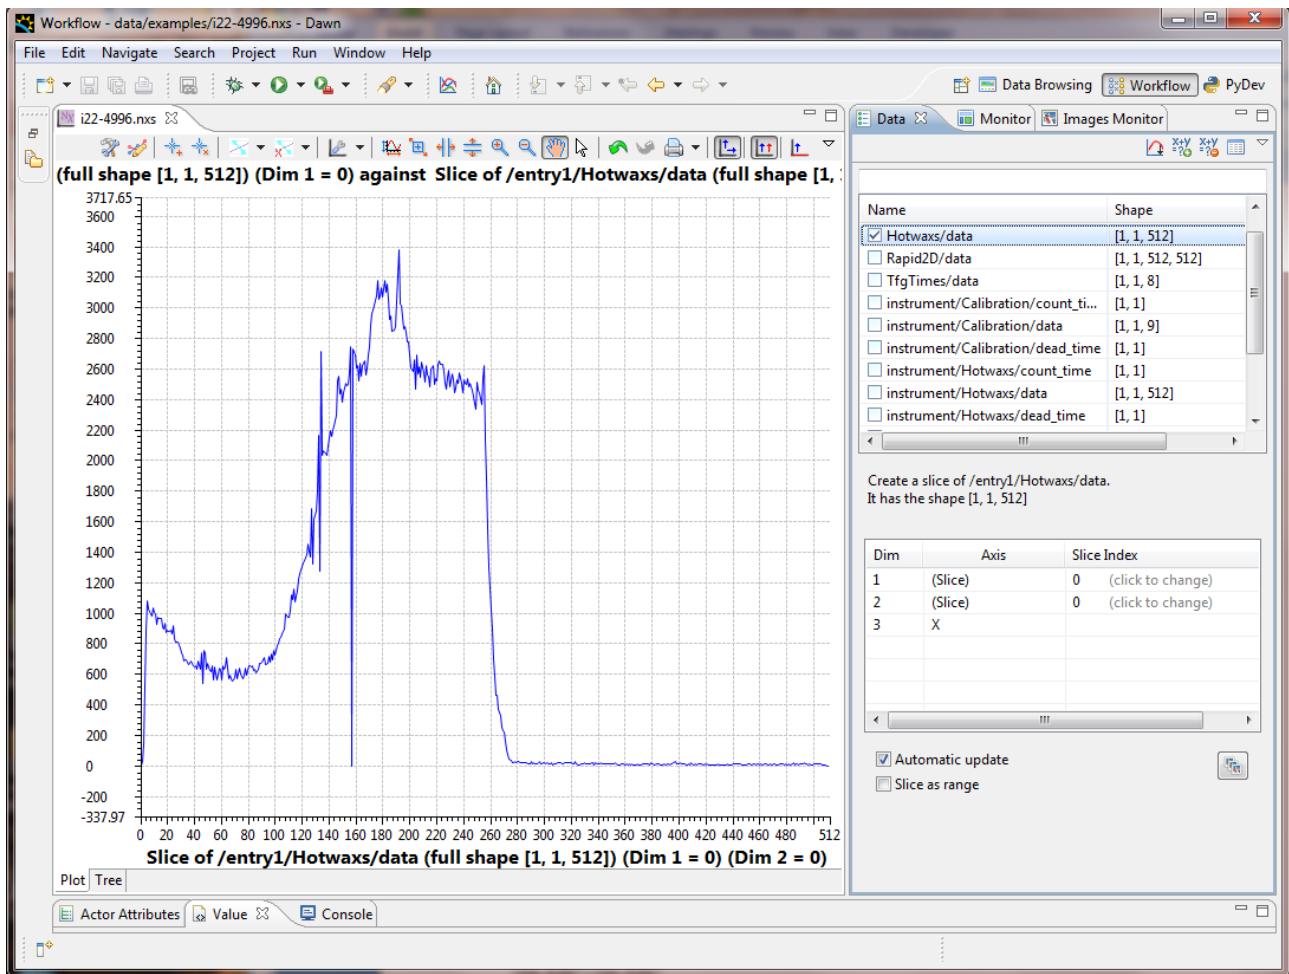 Workflow - data/examples/i22-4996.nxs - Dawn
File Edit Navigate Search Project Run Window Help
Data Browsing Workflow PyDev
i22-4996.nxs
(full shape [1, 1, 512]) (Dim 1 = 0) against Slice of /entry1/Hotwaxs/data (full shape [1,
3717.65
3600
3400
3200
3000
2800
2600
2400
2200
2000
1800
1600
1400
1200
1000
800
600
400
200
0
-200
-337.97
0 20 40 60 80 100 120 140 160 180 200 220 240 260 280 300 320 340 360 380 400 420 440 460 480 512
Slice of /entry1/Hotwaxs/data (full shape [1, 1, 512]) (Dim 1 = 0) (Dim 2 = 0)
Plot Tree
Data Monitor Images Monitor
Name Shape
Hotwaxs/data [1, 1, 512]
Rapid2D/data [1, 1, 512, 512]
TfgTimes/data [1, 1, 8]
instrument/Calibration/count_ti... [1, 1]
instrument/Calibration/data [1, 1, 9]
instrument/Calibration/dead_time [1, 1]
instrument/Hotwaxs/count_time [1, 1]
instrument/Hotwaxs/data [1, 1, 512]
instrument/Hotwaxs/dead_time [1, 1]
Create a slice of /entry1/Hotwaxs/data.
It has the shape [1, 1, 512]
Dim Axis Slice Index
1 (Slice) 0 (click to change)
2 (Slice) 0 (click to change)
3 X
Automatic update
Slice as range
Actor Attributes Value Console